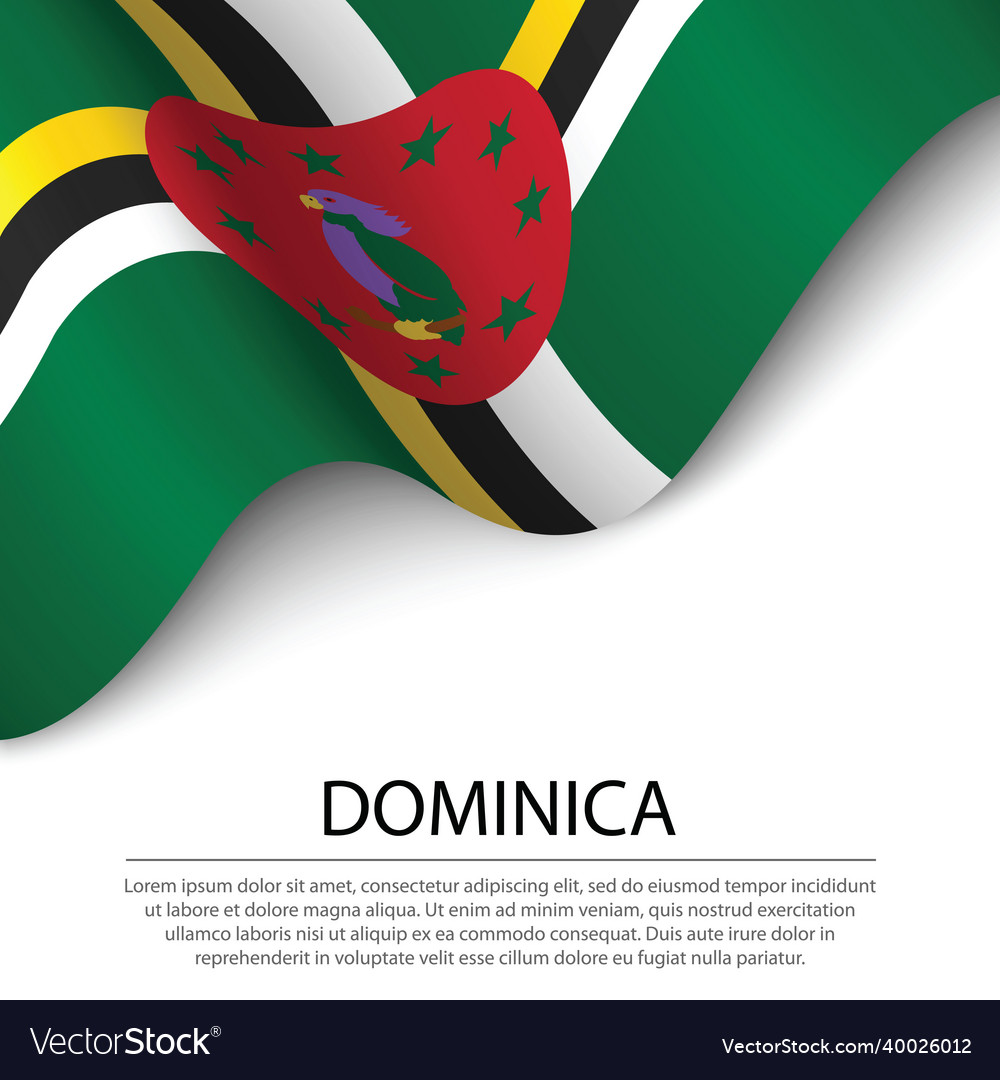 DOMINICA
Lorem ipsum dolor sit amet, consectetur adipiscing elit, sed do eiusmod tempor incididunt
ut labore et dolore magna aliqua. Ut enim ad minim veniam, quis nostrud exercitation
ullamco laboris nisi ut aliquip ex ea commodo consequat. Duis aute irure dolor in
reprehenderit in voluptate velit esse cillum dolore eu fugiat nulla pariatur.
VectorStock®
VectorStock.com/40026012